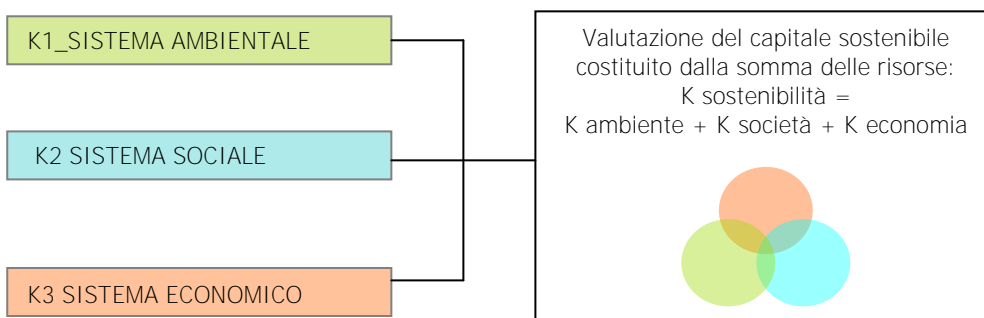 K1_SISTEMA AMBIENTALE
K2 SISTEMA SOCIALE
K3 SISTEMA ECONOMICO
Valutazione del capitale sostenibile
costituito dalla somma delle risorse:
K sostenibilità =
K ambiente + K società + K economia